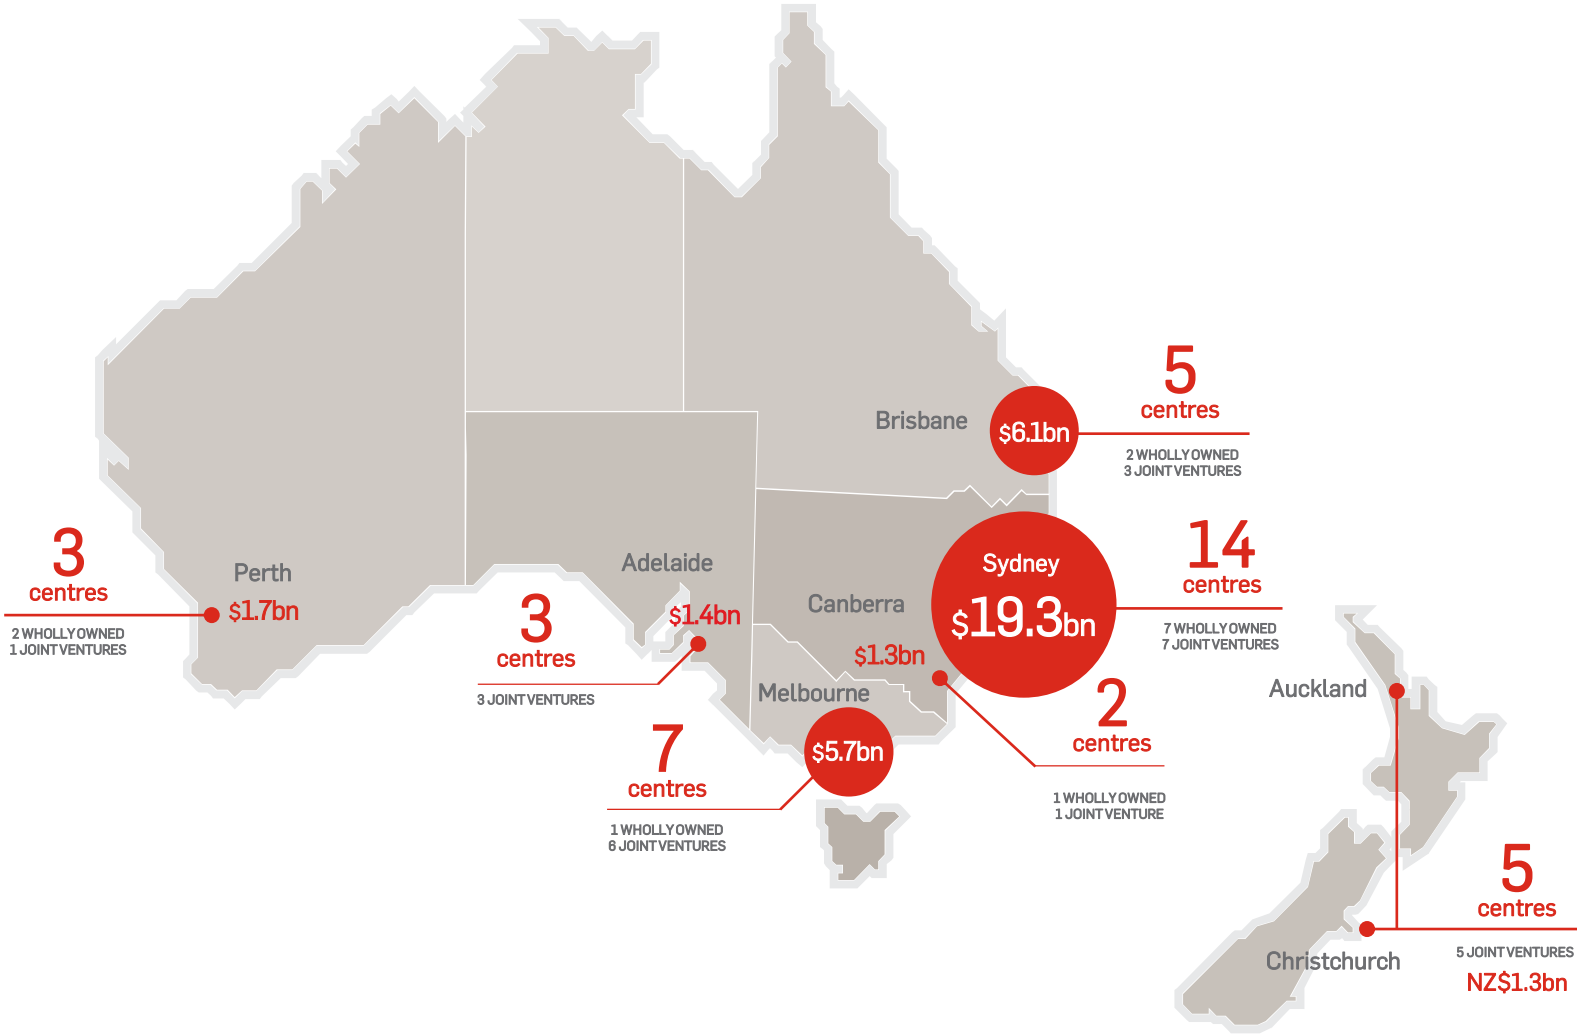 5
centres
Brisbane
$6.1bn
2 WHOLLY OWNED
3 JOINT VENTURES
14
centres
Sydney
$19.3bn
7 WHOLLY OWNED
7 JOINT VENTURES
3
centres
Perth
$1.7bn
2 WHOLLY OWNED
1 JOINT VENTURES
Adelaide
$1.4bn
3
centres
3 JOINT VENTURES
Canberra
$1.3bn
2
centres
1 WHOLLY OWNED
1 JOINT VENTURE
Melbourne
$5.7bn
7
centres
1 WHOLLY OWNED
6 JOINT VENTURES
Auckland
Christchurch
5
centres
5 JOINT VENTURES
NZ$1.3bn